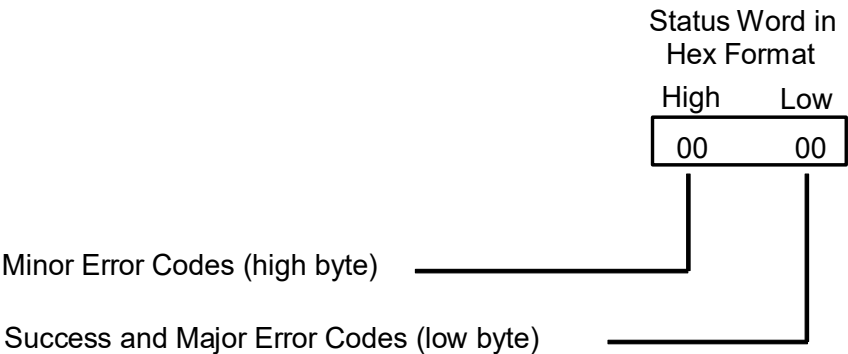 Status Word in
Hex Format
High Low
00 00
Minor Error Codes (high byte)
Success and Major Error Codes (low byte)